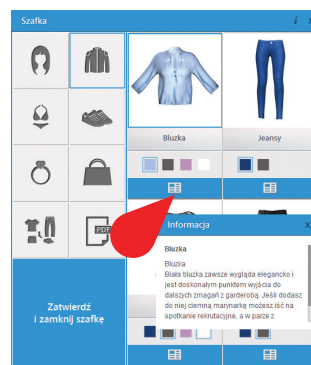 Szafka i x
Bluzka Jeansy
PDF
Informacja x
Bluzka
Bluzka
Biała bluzka zawsze wygląda elegancko i
jest doskonałym punktem wyjścia do
dalszych zmagań z garderobą. Jeśli dodasz
do niej ciemną marynarkę możesz iść na
spotkanie rekrutacyjne, a w parze z
Zatwierdź
i zamknij szafkę